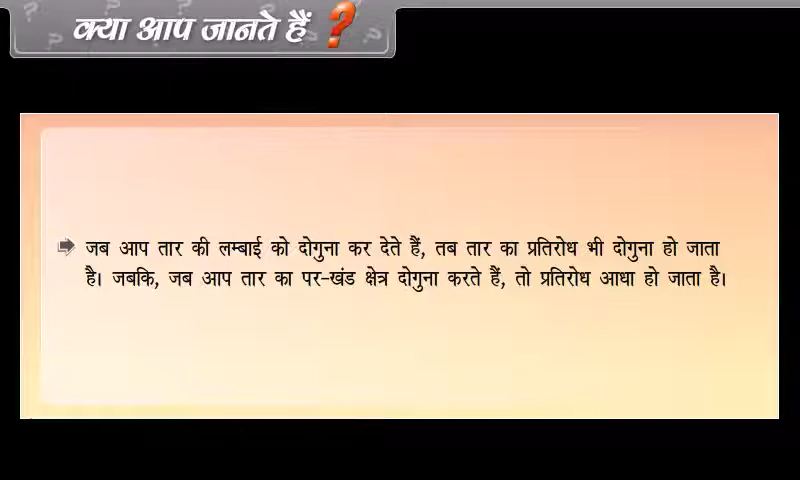 क्या आप जानते हैं ?
जब आप तार की लम्बाई को दोगुना कर देते हैं, तब तार का प्रतिरोध भी दोगुना हो जाता
है। जबकि, जब आप तार का पर-खंड क्षेत्र दोगुना करते हैं, तो प्रतिरोध आधा हो जाता है।